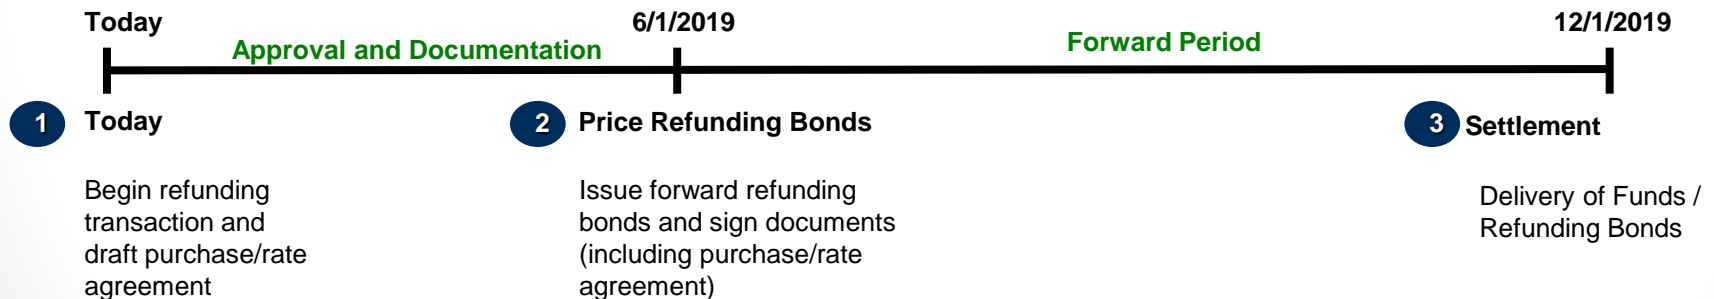 Today
6/1/2019
12/1/2019
Approval and Documentation
Forward Period
1 Today
2 Price Refunding Bonds
3 Settlement
Begin refunding
transaction and
draft purchase/rate
agreement
Issue forward refunding
bonds and sign documents
(including purchase/rate
agreement)
Delivery of Funds /
Refunding Bonds